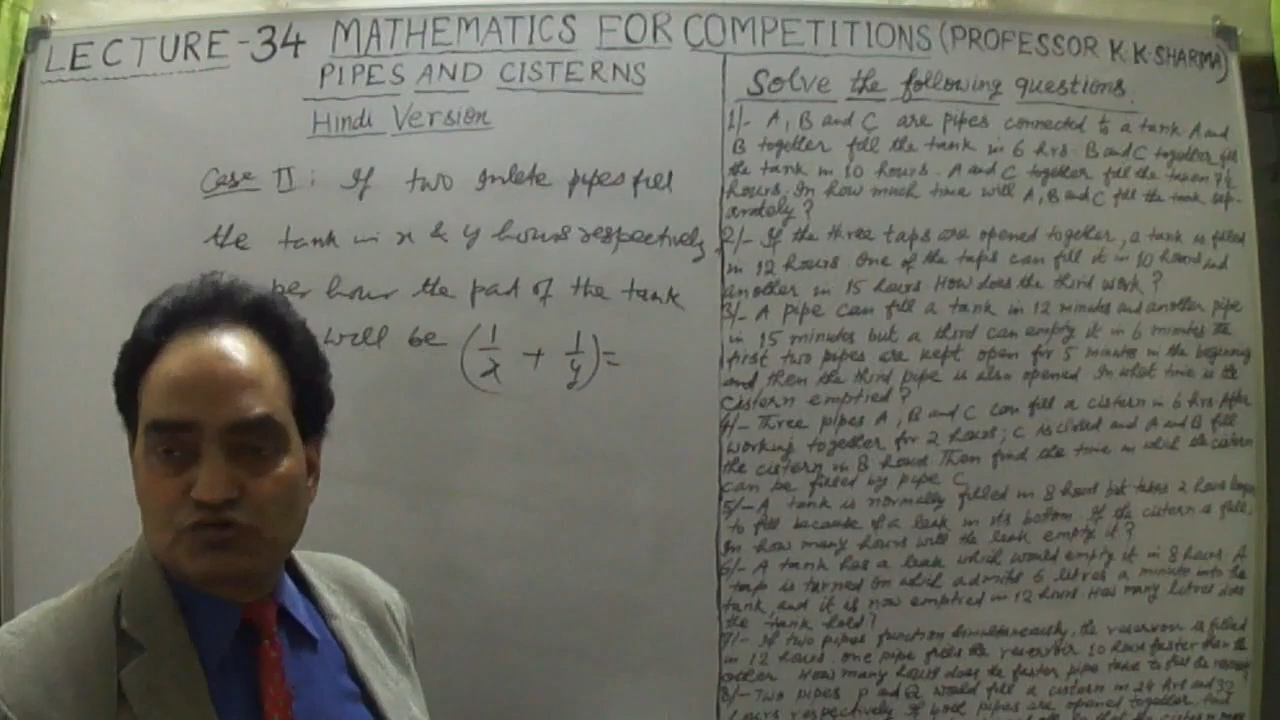 LECTURE-34 MATHEMATICS FOR COMPETITIONS (PROFESSOR K K SHARMA)
PIPES AND CISTERNS
Hindi Version
Case II: If two inlete pipes fill
the tank in x & y hours respectively,
per hour the part of the tank
will be (1/x + 1/y) =
Solve the following questions.
1/- A, B and C are pipes connected to a tank A and
B together fill the tank in 6 hrs. B and C together fill
the tank in 10 hours. A and C together fill the
hours; In how much time will A, B and C fill the tank sep-
arately?
2/- If the three taps are opened together, a tank is filled
in 12 hours. One of the taps can fill it in 10 hours and
another in 15 hours How does the third work?
3/- A pipe can fill a tank in 12 minutes and another pipe
in 15 minutes but a third can empty it in 6 minutes The
first two pipes are kept open for 5 minutes in the beginning
and then the third pipe is also opened In what time is the
cistern emptied?
4/- Three pipes A, B and C can fill a cistern in 6 hrs. After
working together for 2 hours; C is closed and A and B fill
the cistern in 8 hours. Then find the time in which the cistern
can be filled by pipe C
5/- A tank is normally filled in 8 hours but takes 2 hours longer
to fill because of a leak in its bottom. If the cistern is full,
In how many hours will the leak empty it?
6/- A tank has a leak which would empty it in 8 hours. A
tap is turned on which admits 6 litres a minute into the
tank, and it is now emptied in 12 hours. How many litres does
the tank hold?
7/- If two pipes function simultaneously, the reservoir is filled
in 12 hours. One pipe fills the reservoir 10 hours faster than the
other. How many hours does the faster pipe take to fill the
8/- Two pipes P and Q would fill a cistern in 24 hrs and 32
hours respectively. If both pipes are opened together,